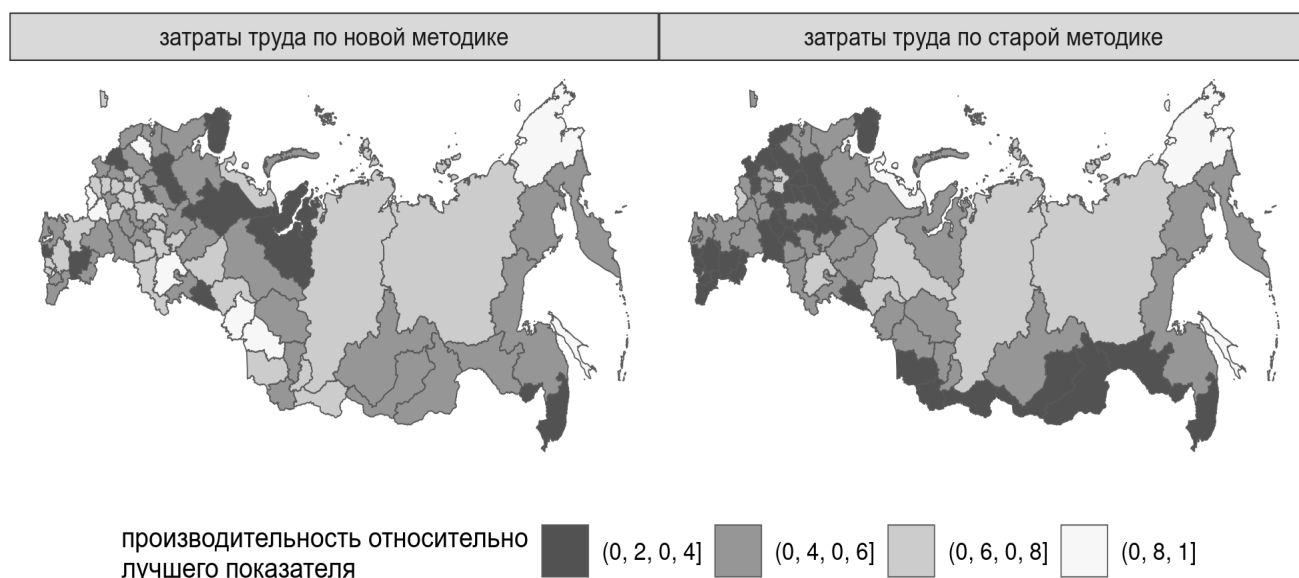 затраты труда по новой методике
затраты труда по старой методике
производительность относительно
лучшего показателя
(0, 2, 0, 4]
(0, 4, 0, 6]
(0, 6, 0, 8]
(0, 8, 1]